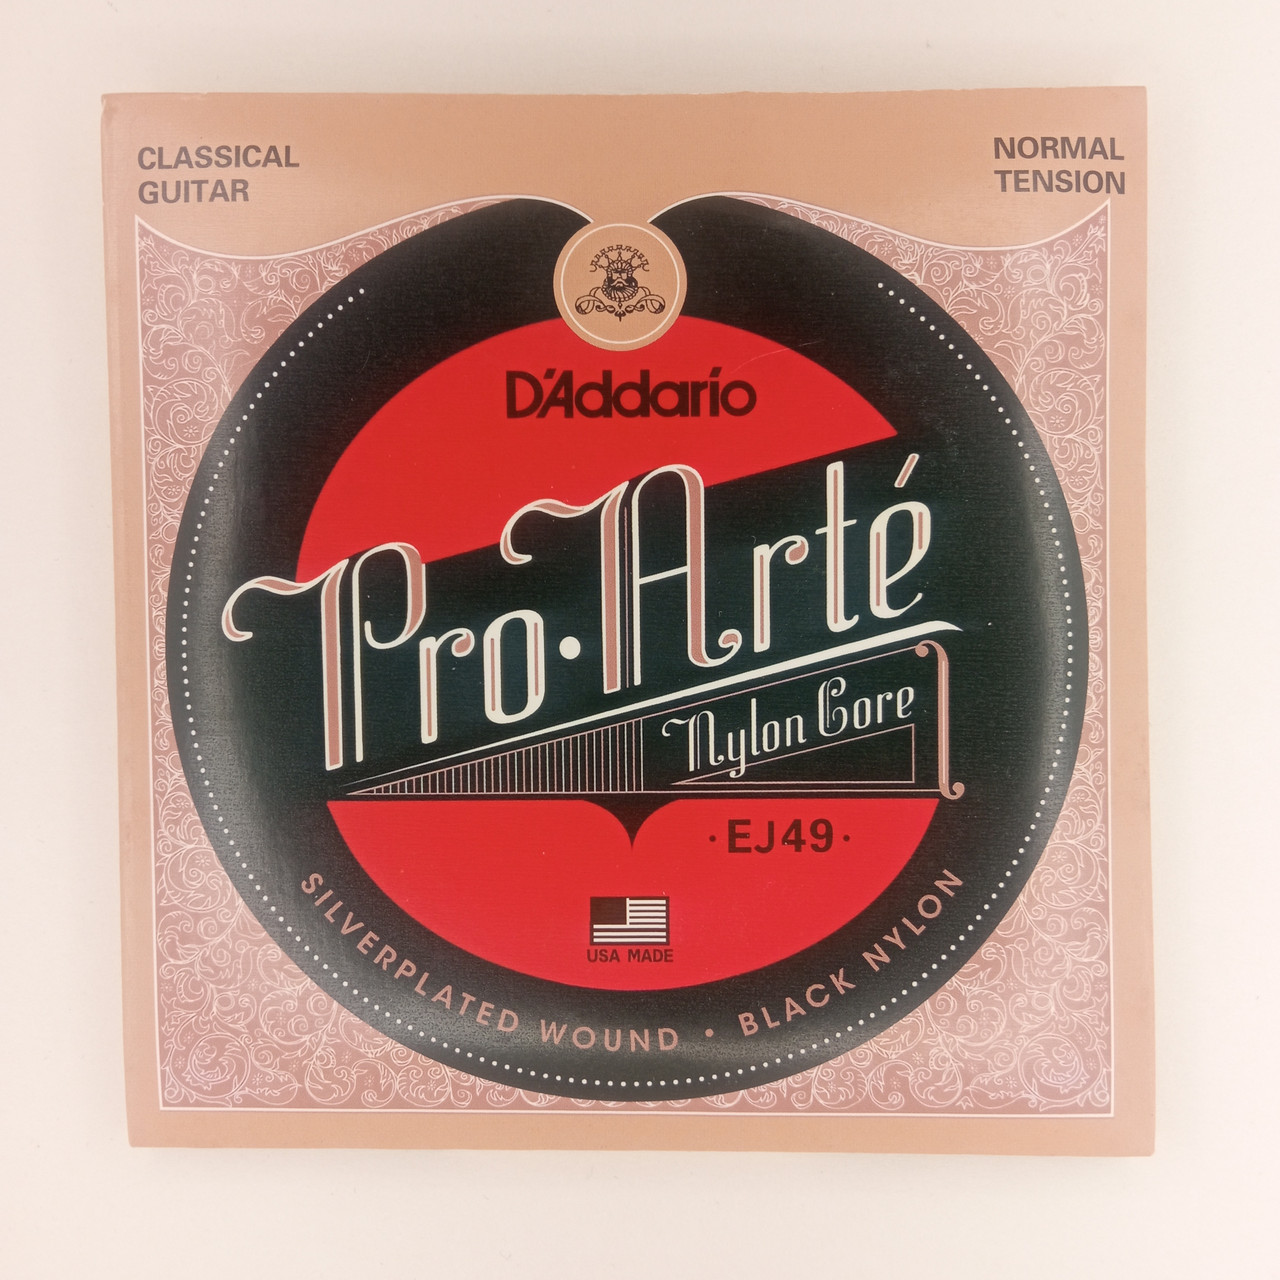 CLASSICAL
GUITAR
NORMAL
TENSION
D'Addario
Pro·Arté
Nylon Core
·EJ49·
USA MADE
SILVERPLATED WOUND • BLACK NYLON